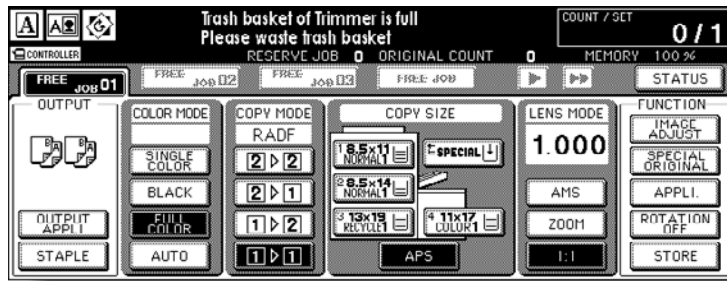 A A Trash basket of Trimmer is full COUNT / SET
Please waste trash basket 0 / 1
CONTROLLER RESERVE JOB 0 ORIGINAL COUNT 0 MEMORY 100 %
FREE JOB 01 FREE JOB 02 FREE JOB 03 FREE JOB STATUS
OUTPUT
COLOR MODE
SINGLE
COLOR
BLACK
FULL
COLOR
AUTO
OUTPUT
APPLI
STAPLE
COPY MODE
RADF
2 ▷ 2
2 ▷ 1
1 ▷ 2
1 ▷ 1
COPY SIZE
1 8.5x11
NORMAL1
SPECIAL
2 8.5x14
NORMAL1
3 13x19
RECYCLE1
4 11x17
COLOR1
APS
LENS MODE
1.000
AMS
ZOOM
1:1
FUNCTION
IMAGE
ADJUST
SPECIAL
ORIGINAL
APPLI.
ROTATION
OFF
STORE